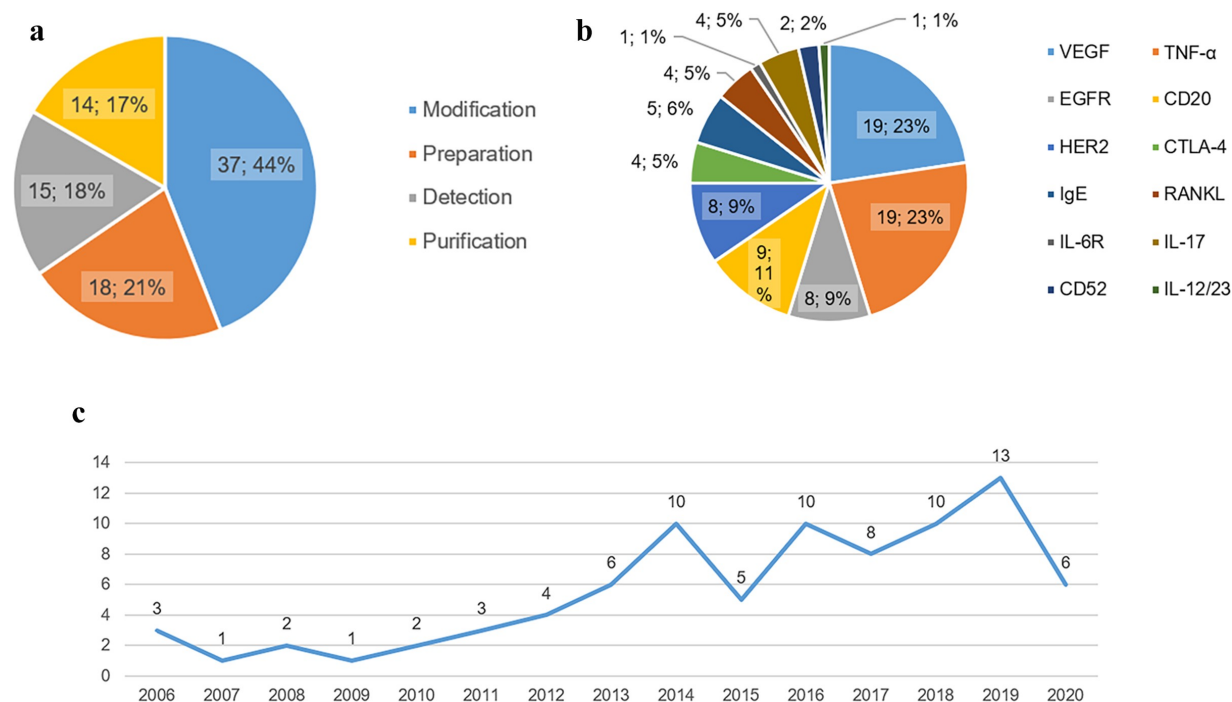 a
37; 44%
18; 21%
15; 18%
14; 17%
Modification
Preparation
Detection
Purification
b
19; 23%
19; 23%
8; 9%
9;
11
%
8; 9%
4; 5%
5; 6%
4; 5%
1; 1%
4; 5%
2; 2%
1; 1%
VEGF TNF-α
EGFR CD20
HER2 CTLA-4
IgE RANKL
IL-6R IL-17
CD52 IL-12/23
c
14
12
10
8
6
4
2
0
3 1 2 1 2 3 4 6 10 5 10 8 10 13 6
2006 2007 2008 2009 2010 2011 2012 2013 2014 2015 2016 2017 2018 2019 2020